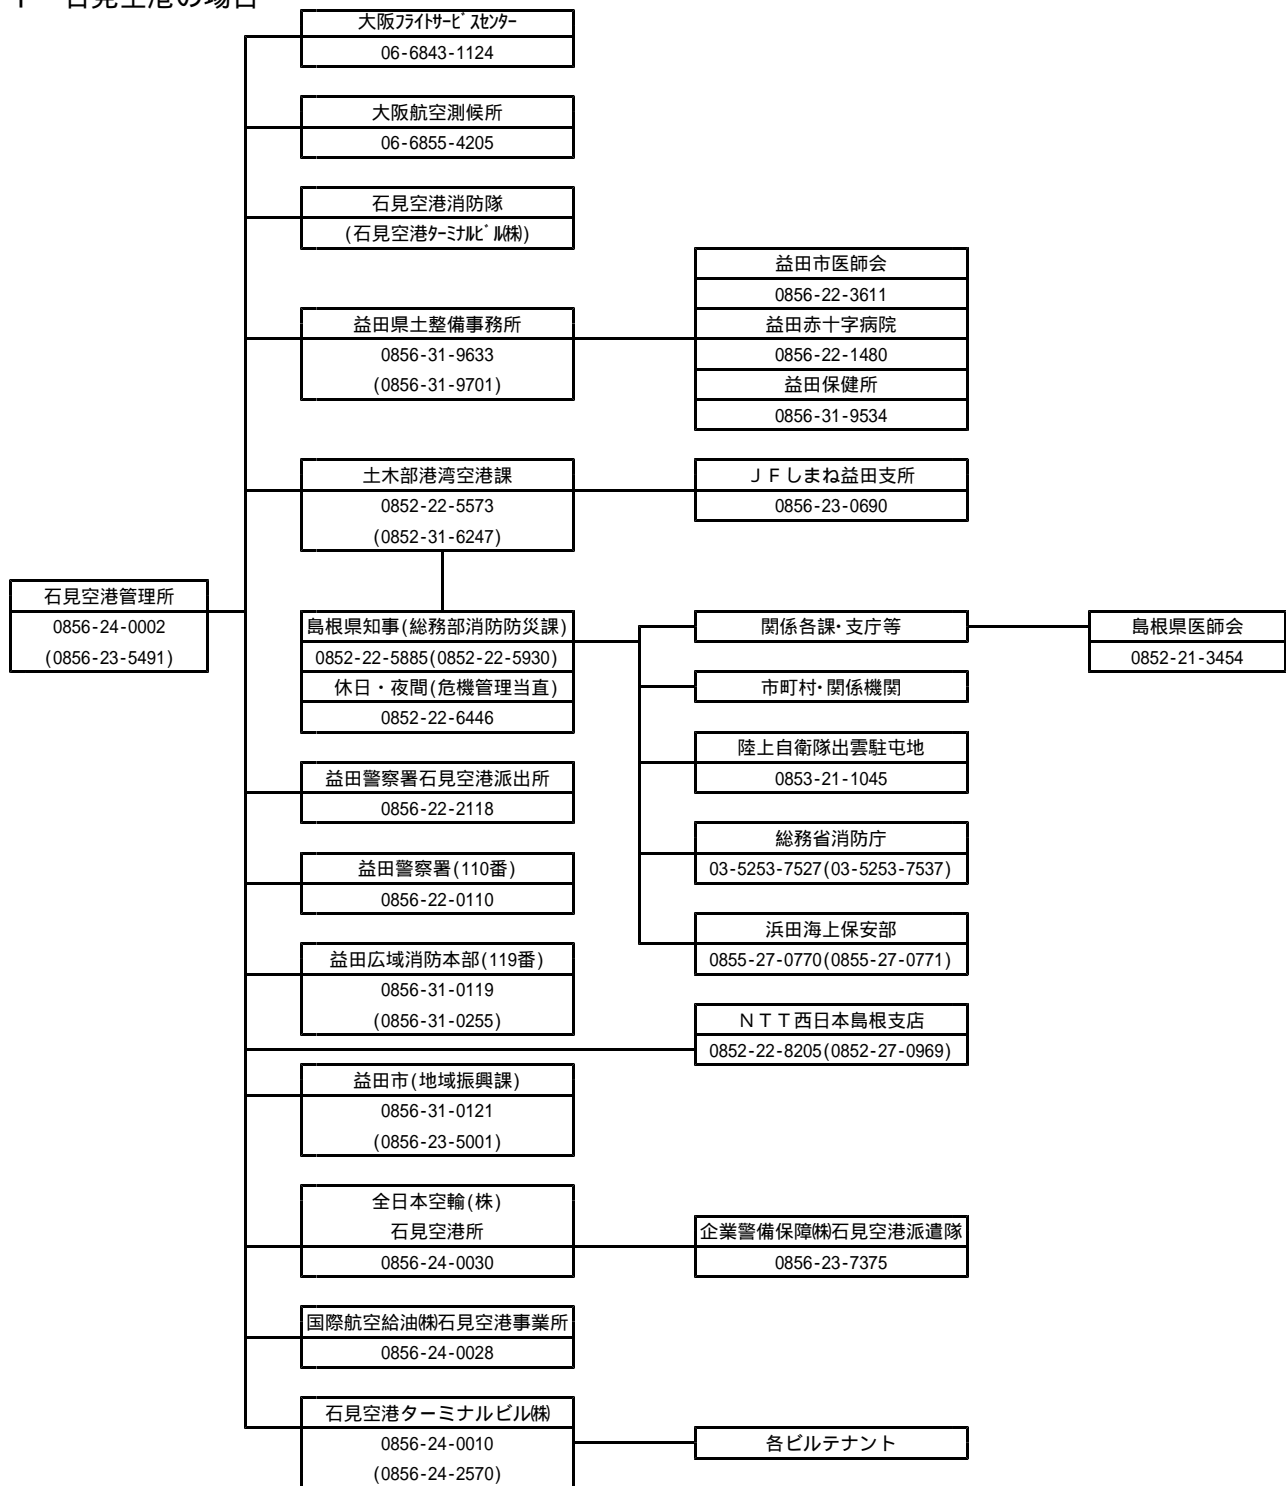 石見空港の場合
大阪ﾌﾗｲﾄｻｰﾋﾞｽｾﾝﾀｰ
06-6843-1124
大阪航空測候所
06-6855-4205
石見空港消防隊
(石見空港ﾀｰﾐﾅﾙﾋﾞﾙ㈱)
益田県土整備事務所
0856-31-9633
(0856-31-9701)
益田市医師会
0856-22-3611
益田赤十字病院
0856-22-1480
益田保健所
0856-31-9534
土木部港湾空港課
0852-22-5573
(0852-31-6247)
ＪＦしまね益田支所
0856-23-0690
石見空港管理所
0856-24-0002
(0856-23-5491)
島根県知事(総務部消防防災課)
0852-22-5885(0852-22-5930)
休日・夜間(危機管理当直)
0852-22-6446
関係各課・支庁等
島根県医師会
0852-21-3454
市町村・関係機関
陸上自衛隊出雲駐屯地
0853-21-1045
総務省消防庁
03-5253-7527(03-5253-7537)
浜田海上保安部
0855-27-0770(0855-27-0771)
益田警察署石見空港派出所
0856-22-2118
益田警察署(110番)
0856-22-0110
益田広域消防本部(119番)
0856-31-0119
(0856-31-0255)
ＮＴＴ西日本島根支店
0852-22-8205(0852-27-0969)
益田市(地域振興課)
0856-31-0121
(0856-23-5001)
全日本空輸(株)
石見空港所
0856-24-0030
企業警備保障㈱石見空港派遣隊
0856-23-7375
国際航空給油㈱石見空港事業所
0856-24-0028
石見空港ターミナルビル㈱
0856-24-0010
(0856-24-2570)
各ビルテナント